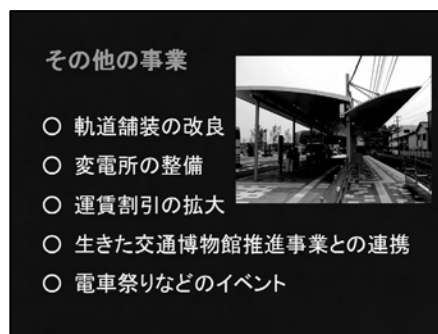 その他の事業
○ 軌道舗装の改良
○ 変電所の整備
○ 運賃割引の拡大
○ 生きた交通博物館推進事業との連携
○ 電車祭りなどのイベント